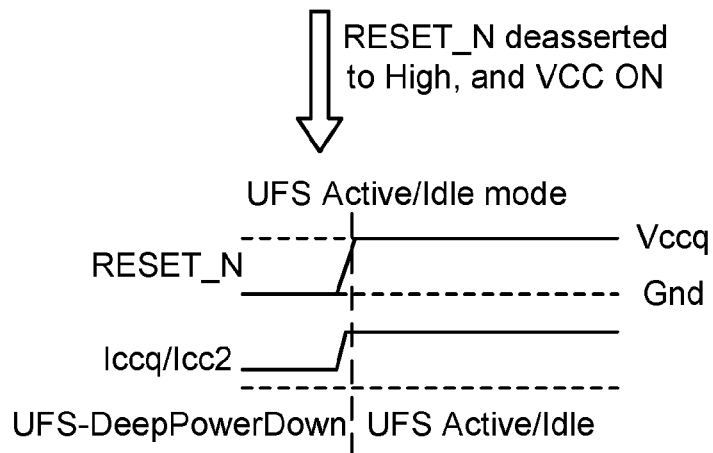 RESET_N deasserted
to High, and VCC ON
UFS Active/Idle mode
Vccq
RESET_N
Gnd
Iccq/Icc2
UFS-DeepPowerDown
UFS Active/Idle